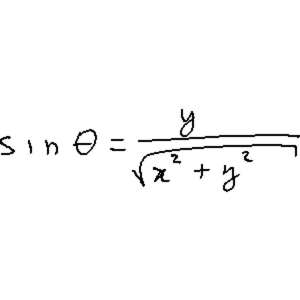 sin θ = y / √(x² + y²)